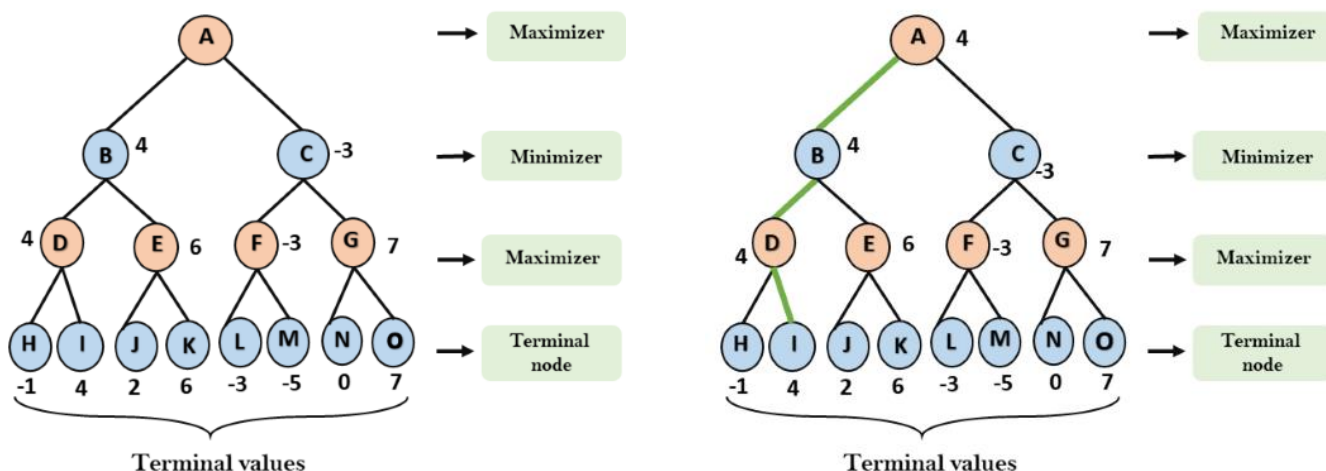 A
Maximizer
B
4
C
-3
Minimizer
4
D
E
6
F
-3
G
7
Maximizer
H
I
J
K
L
M
N
O
Terminal
node
-1
4
2
6
-3
-5
0
7
Terminal values
A
4
Maximizer
B
4
C
-3
Minimizer
4
D
E
6
F
-3
G
7
Maximizer
H
I
J
K
L
M
N
O
Terminal
node
-1
4
2
6
-3
-5
0
7
Terminal values